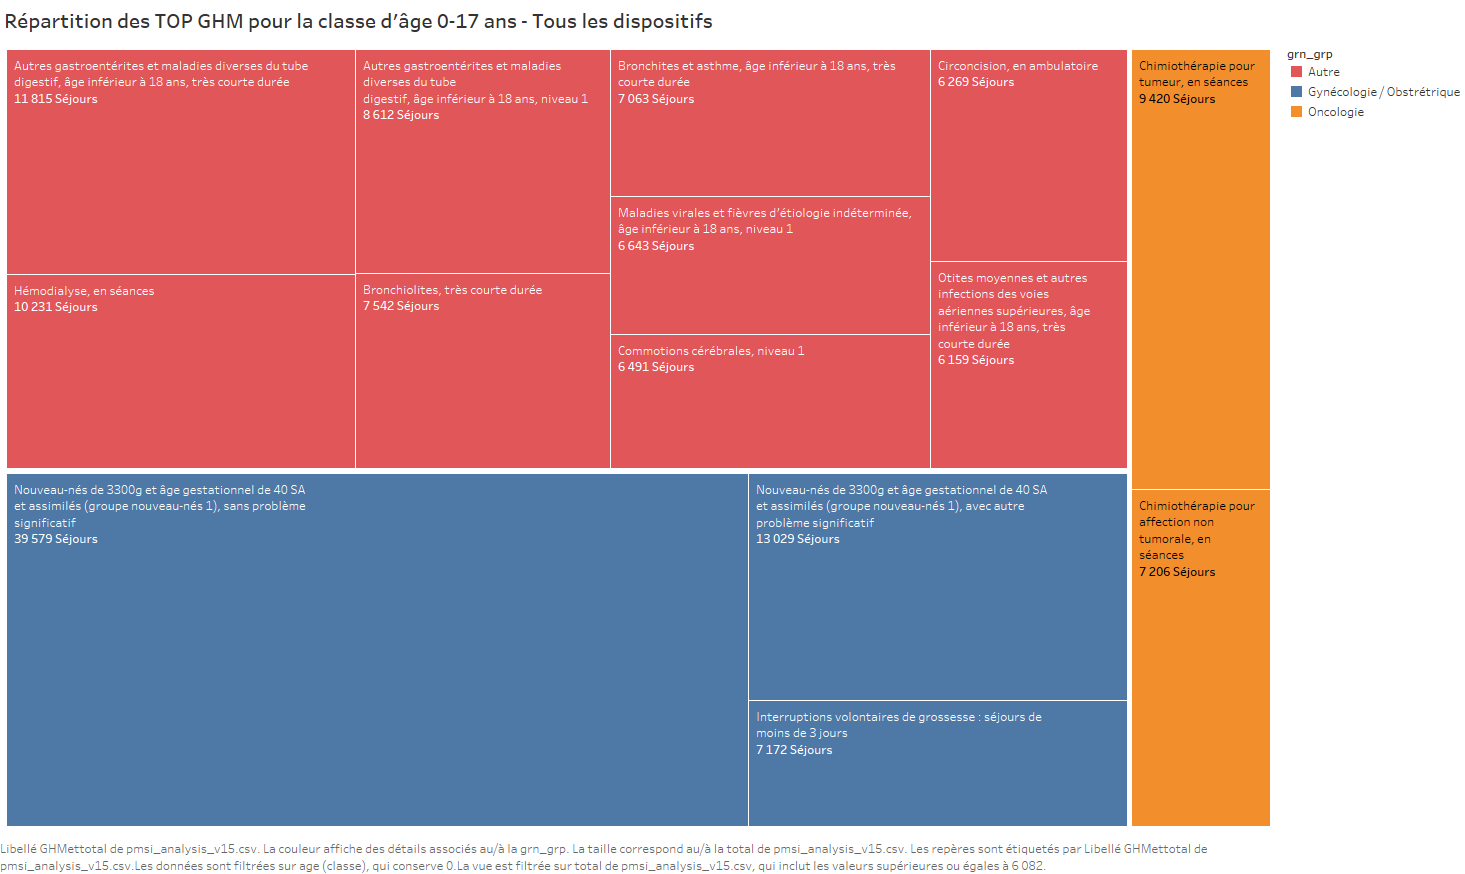 Répartition des TOP GHM pour la classe d’âge 0-17 ans - Tous les dispositifs
Autres gastroentérites et maladies diverses du tube
digestif, âge inférieur à 18 ans, très courte durée
11 815 Séjours
Autres gastroentérites et maladies
diverses du tube
digestif, âge inférieur à 18 ans, niveau 1
8 612 Séjours
Bronchites et asthme, âge inférieur à 18 ans, très
courte durée
7 063 Séjours
Circoncision, en ambulatoire
6 269 Séjours
Chimiothérapie pour
tumeur, en séances
9 420 Séjours
grn_grp
Autre
Gynécologie / Obstrétrique
Oncologie
Maladies virales et fièvres d’étiologie indéterminée,
âge inférieur à 18 ans, niveau 1
6 643 Séjours
Hémodialyse, en séances
10 231 Séjours
Bronchiolites, très courte durée
7 542 Séjours
Otites moyennes et autres
infections des voies
aériennes supérieures, âge
inférieur à 18 ans, très
courte durée
6 159 Séjours
Commotions cérébrales, niveau 1
6 491 Séjours
Nouveau-nés de 3300g et âge gestationnel de 40 SA
et assimilés (groupe nouveau-nés 1), sans problème
significatif
39 579 Séjours
Nouveau-nés de 3300g et âge gestationnel de 40 SA
et assimilés (groupe nouveau-nés 1), avec autre
problème significatif
13 029 Séjours
Chimiothérapie pour
affection non
tumorale, en
séances
7 206 Séjours
Interruptions volontaires de grossesse : séjours de
moins de 3 jours
7 172 Séjours
Libellé GHMettotal de pmsi_analysis_v15.csv. La couleur affiche des détails associés au/à la grn_grp. La taille correspond au/à la total de pmsi_analysis_v15.csv. Les repères sont étiquetés par Libellé GHMettotal de
pmsi_analysis_v15.csv.Les données sont filtrées sur age (classe), qui conserve 0.La vue est filtrée sur total de pmsi_analysis_v15.csv, qui inclut les valeurs supérieures ou égales à 6 082.